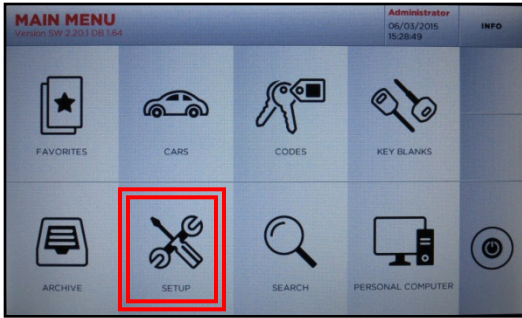 MAIN MENU
Version SW 2.20.1 DB 1.64
Administrator
06/03/2015
15:28:49
INFO
FAVORITES
CARS
CODES
KEY BLANKS
ARCHIVE
SETUP
SEARCH
PERSONAL COMPUTER